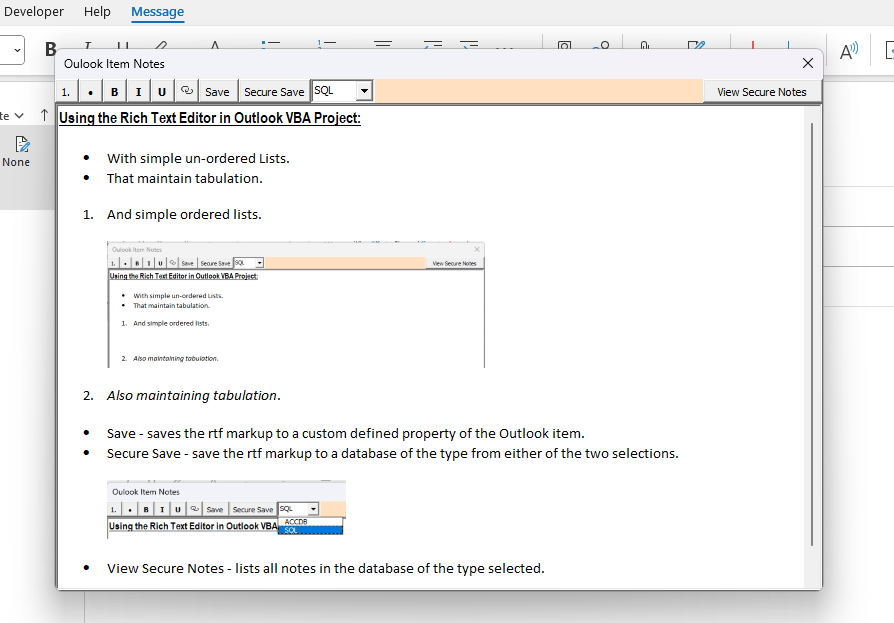 Developer Help Message
B I U A
A
Oulook Item Notes
te
None
1. • B I U Save Secure Save SQL View Secure Notes
Using the Rich Text Editor in Outlook VBA Project:
• With simple un-ordered Lists.
• That maintain tabulation.
1. And simple ordered lists.
Oulook Item Notes
1. • B I U Save Secure Save SQL View Secure Notes
Using the Rich Text Editor in Outlook VBA Project:
• With simple un-ordered Lists.
• That maintain tabulation.
1. And simple ordered lists.
2. Also maintaining tabulation.
2. Also maintaining tabulation.
• Save - saves the rtf markup to a custom defined property of the Outlook item.
• Secure Save - save the rtf markup to a database of the type from either of the two selections.
Oulook Item Notes
1. • B I U Save Secure Save SQL
Using the Rich Text Editor in Outlook VBA
ACCDB
SQL
• View Secure Notes - lists all notes in the database of the type selected.